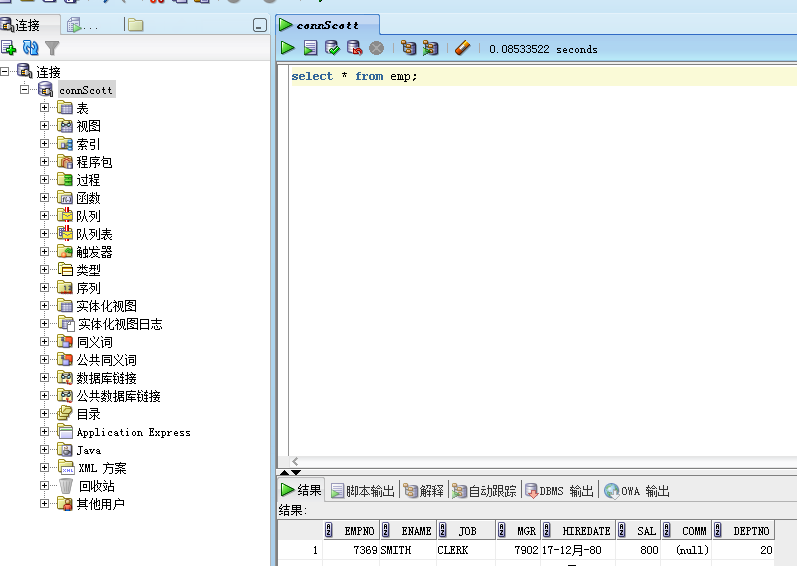 连接
...
connScott
0.08533522 seconds
连接
connScott
表
视图
索引
程序包
过程
函数
队列
队列表
触发器
类型
序列
实体化视图
实体化视图日志
同义词
公共同义词
数据库链接
公共数据库链接
目录
Application Express
Java
XML 方案
回收站
其他用户
select * from emp;
结果 脚本输出 解释 自动跟踪 DBMS 输出 OWA 输出
结果:
EMPNO ENAME JOB MGR HIREDATE SAL COMM DEPTNO
1 7369 SMITH CLERK 7902 17-12月-80 800 (null) 20